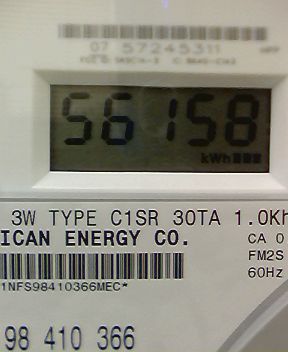 07 57245311
56158
kWh
3W TYPE C1SR 30TA 1.0Kh
ICAN ENERGY CO.
CA 0
FM2S
60Hz
1NFS98410366MEC*
98 410 366